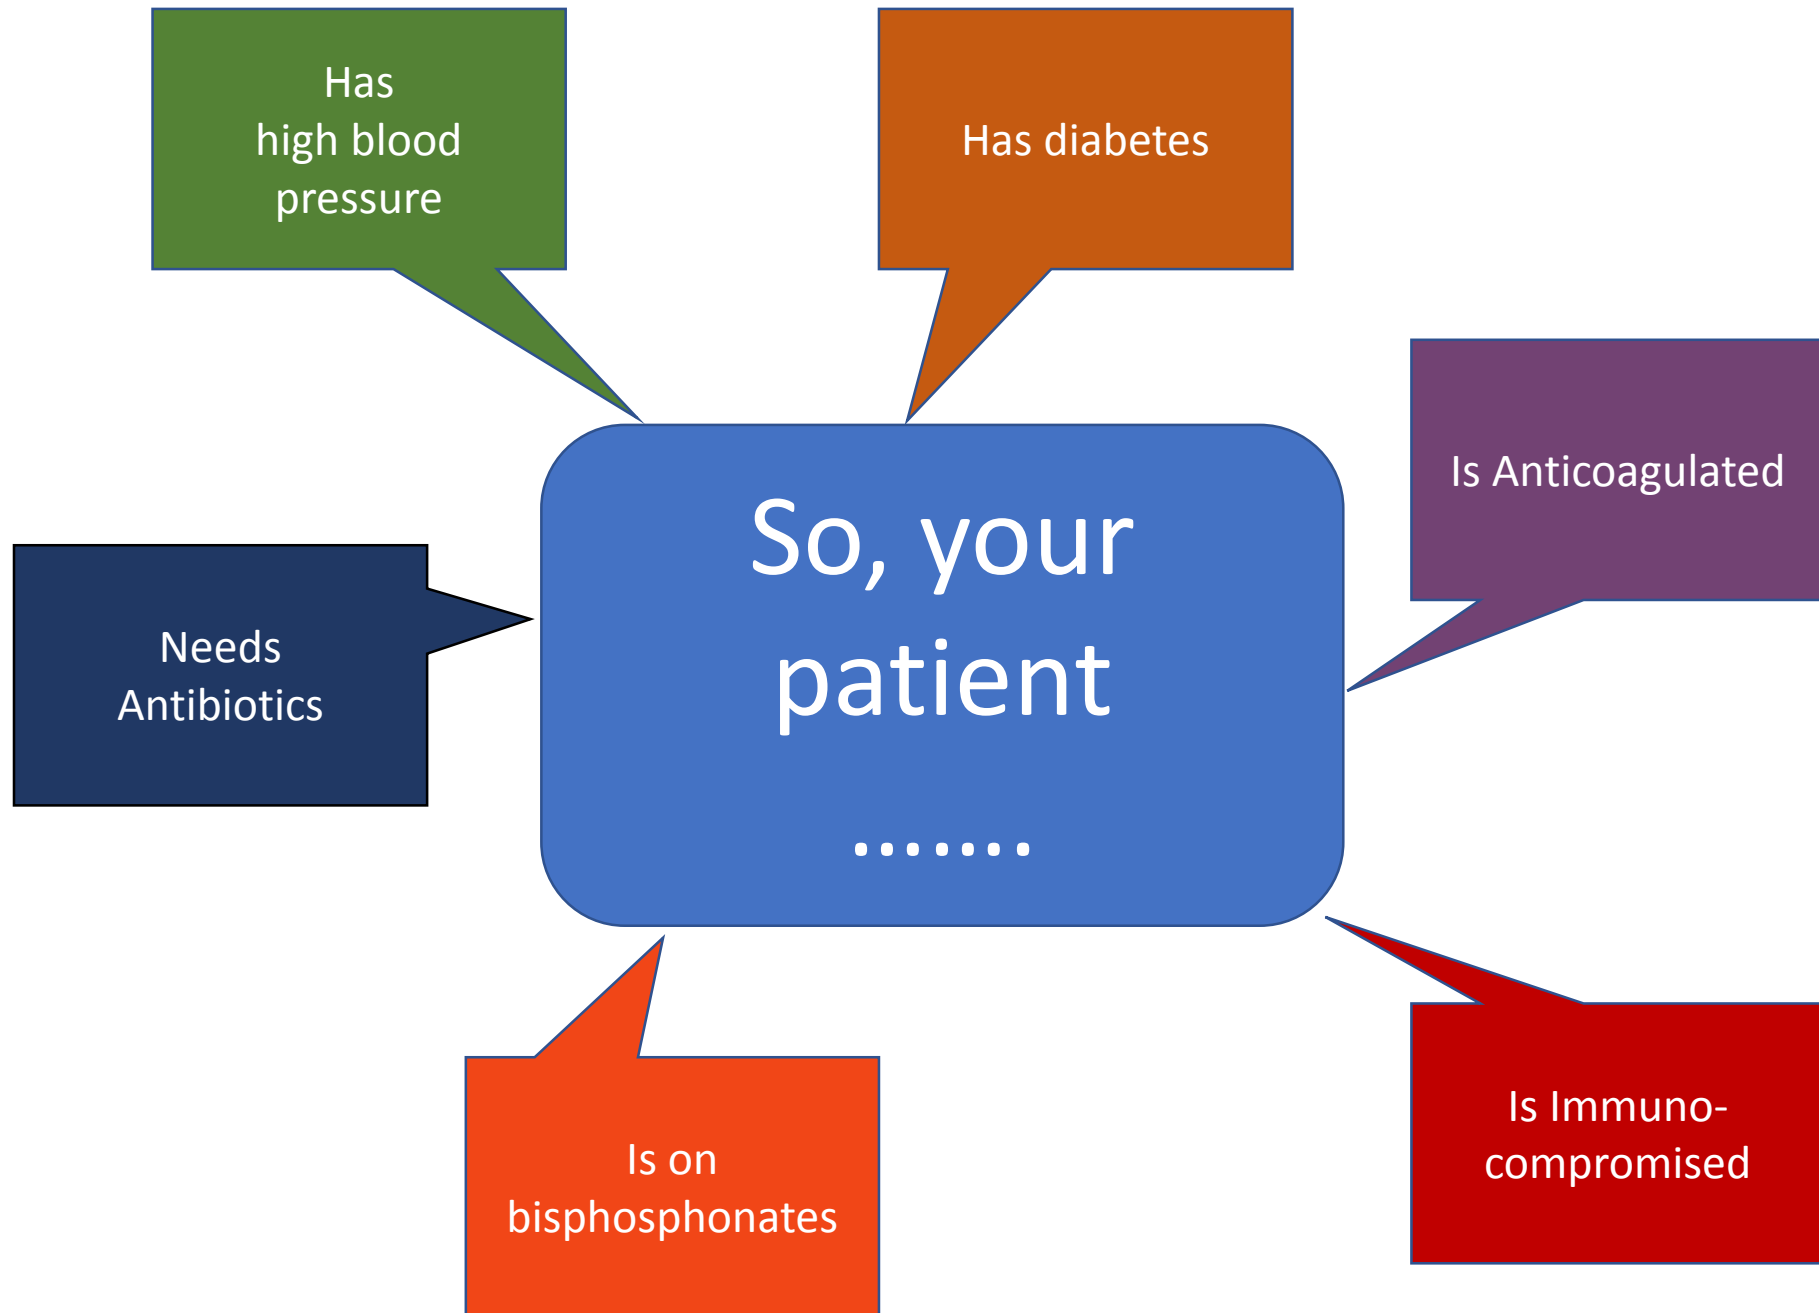 Has
high blood
pressure
Has diabetes
Is Anticoagulated
So, your
patient
.......
Needs
Antibiotics
Is on
bisphosphonates
Is Immuno-
compromised